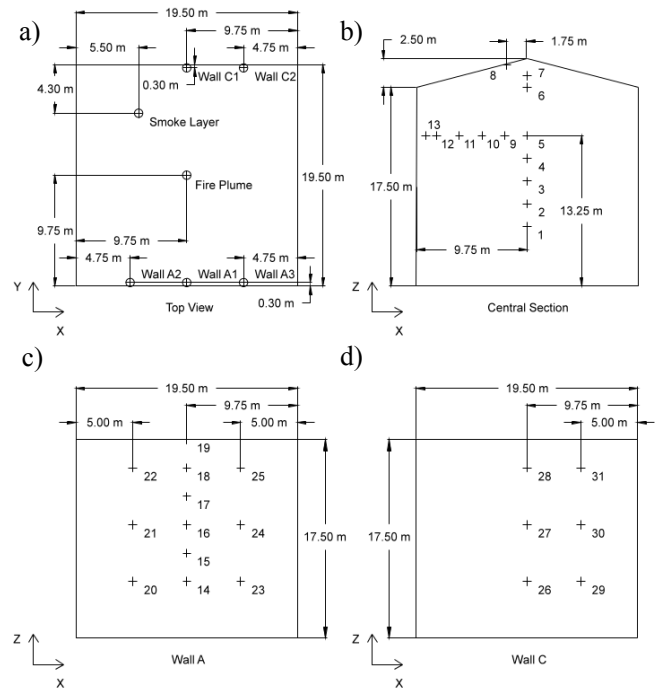 a)
19.50 m
9.75 m
5.50 m
4.75 m
Wall C1
Wall C2
4.30 m
0.30 m
Smoke Layer
19.50 m
Fire Plume
9.75 m
9.75 m
4.75 m
4.75 m
Wall A2
Wall A1
Wall A3
0.30 m
Y
X
Top View
b)
2.50 m
1.75 m
8
7
6
13
12
11
10
9
5
4
3
2
1
17.50 m
13.25 m
9.75 m
Z
X
Central Section
c)
19.50 m
9.75 m
5.00 m
5.00 m
19
22
18
25
17
21
16
24
15
20
14
23
17.50 m
Z
X
Wall A
d)
19.50 m
9.75 m
5.00 m
28
31
17.50 m
27
30
26
29
Z
X
Wall C